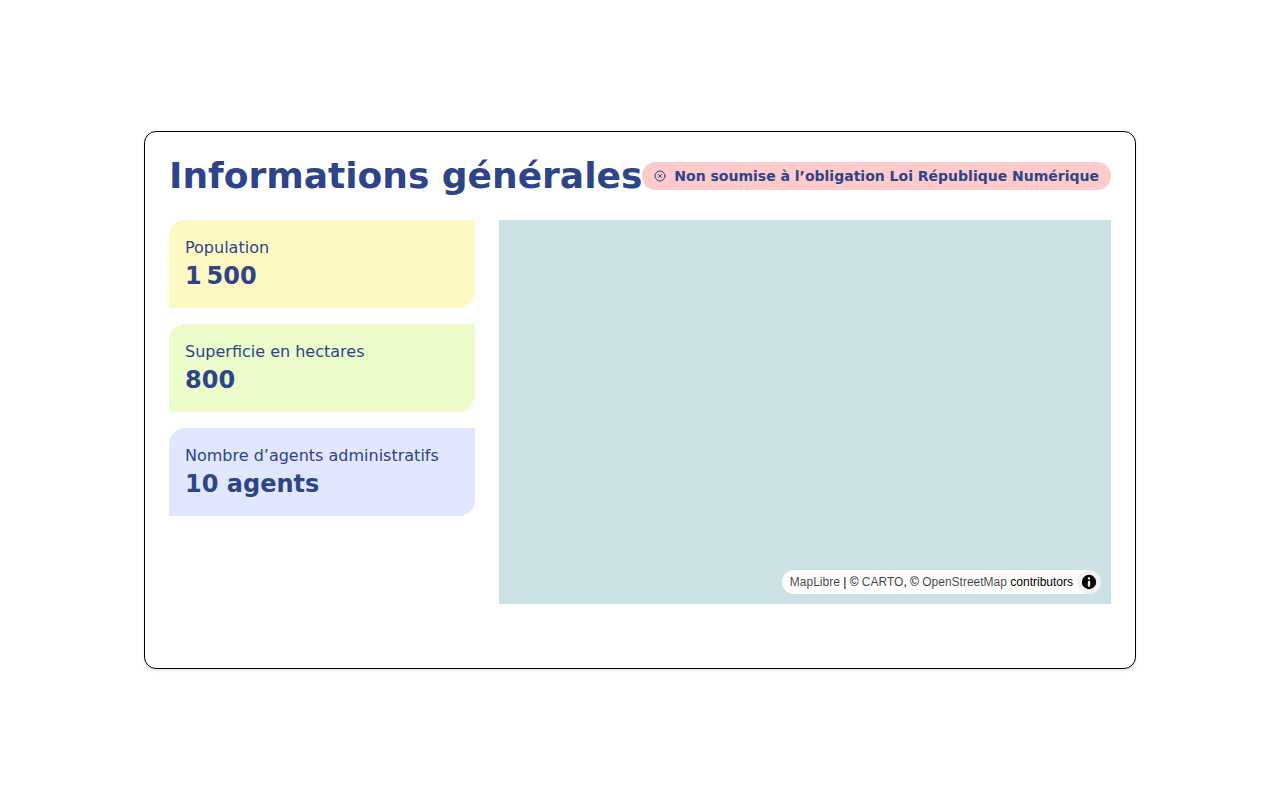 Informations générales
Non soumise à l’obligation Loi République Numérique
Population
1 500
Superficie en hectares
800
Nombre d’agents administratifs
10 agents
MapLibre | © CARTO, © OpenStreetMap contributors